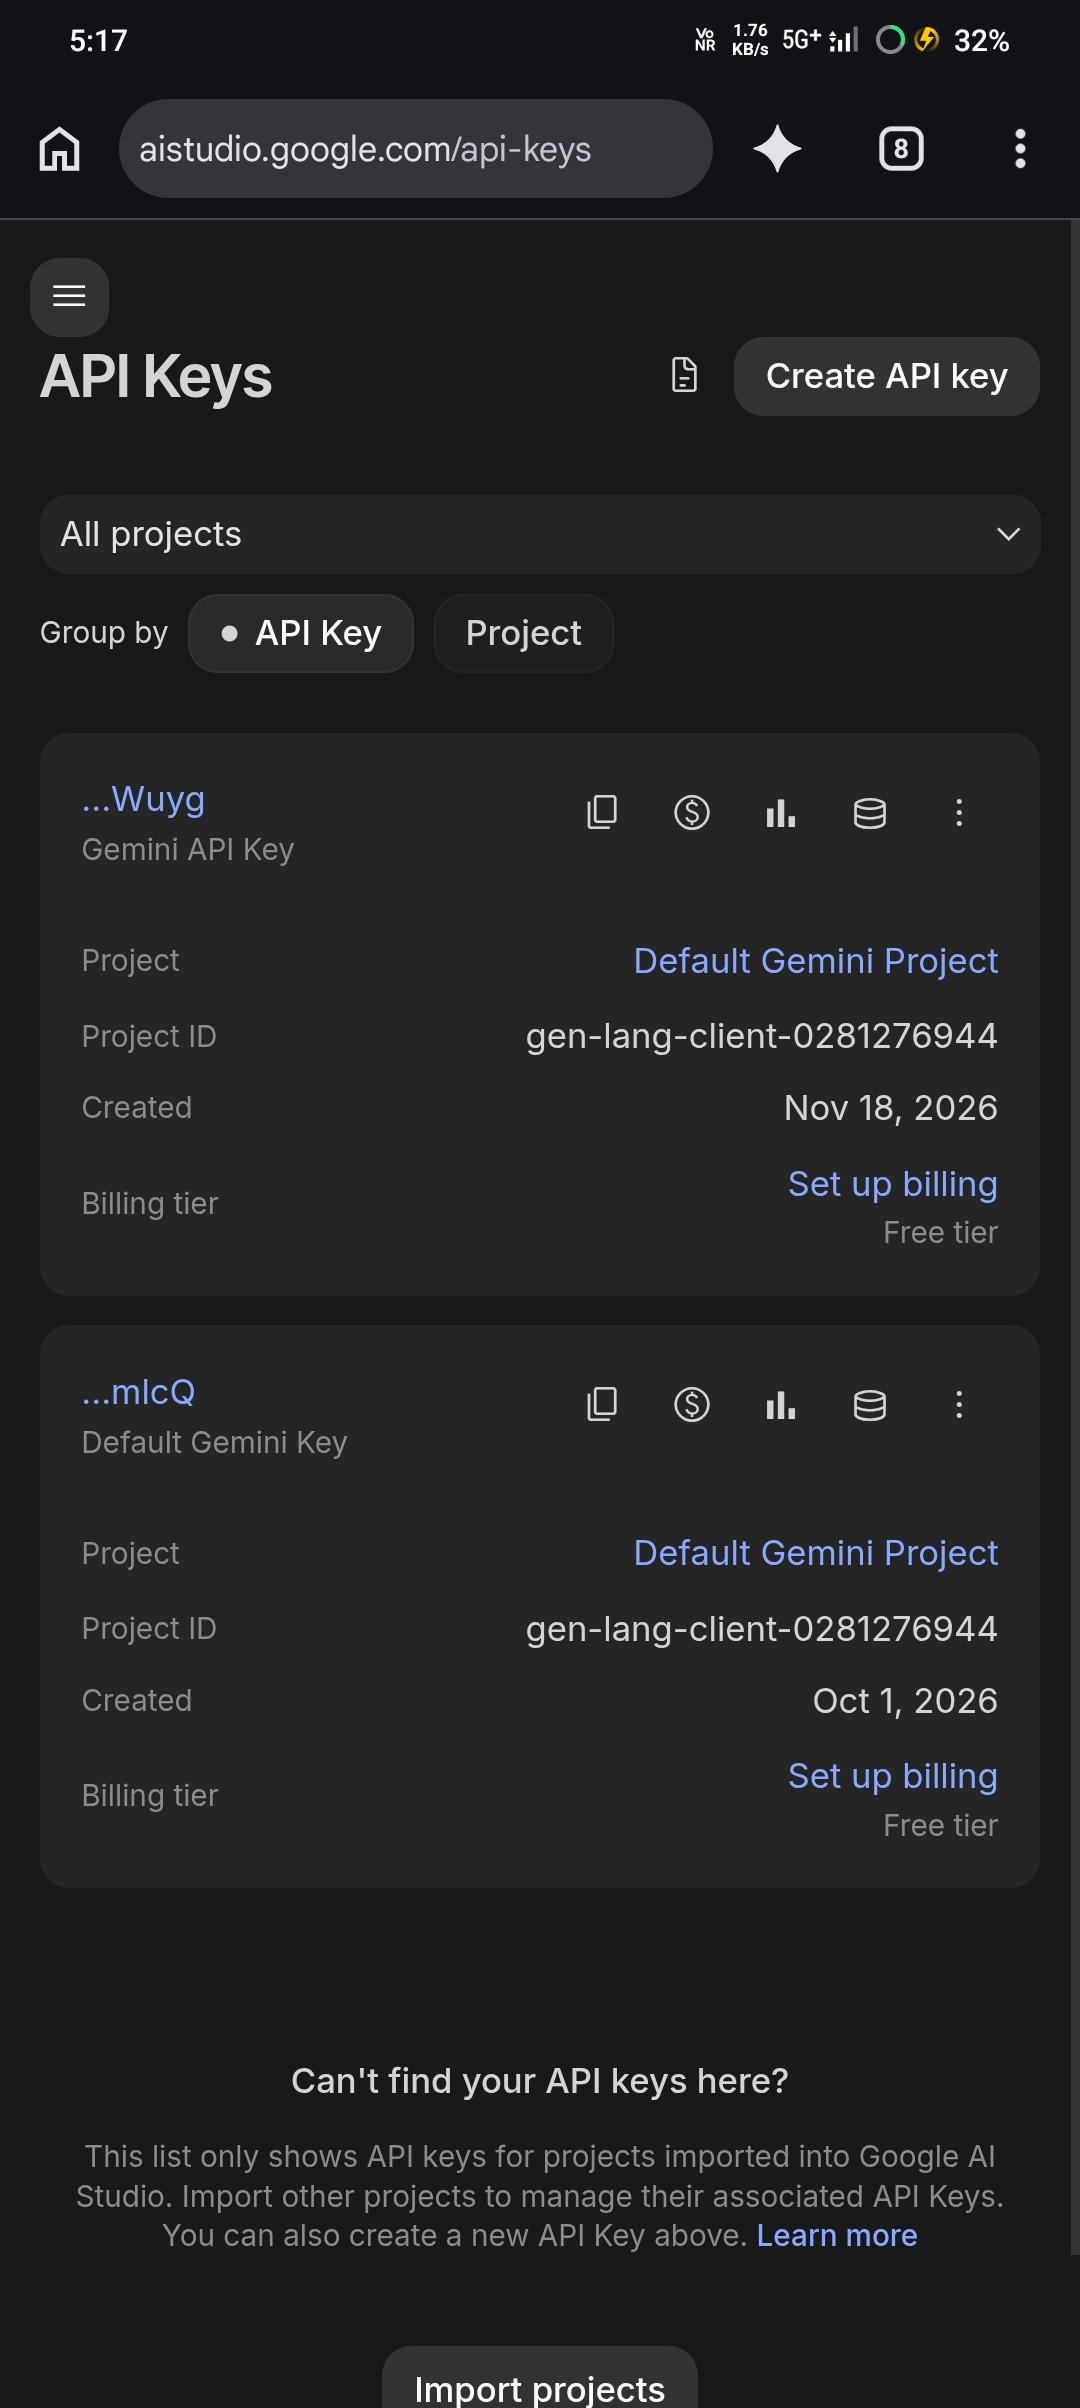 5:17
Vo
NR
1.76
KB/s
5G+
32%
aistudio.google.com/api-keys
8
API Keys
Create API key
All projects
Group by
API Key
Project
...Wuyg
Gemini API Key
Project
Default Gemini Project
Project ID
gen-lang-client-0281276944
Created
Nov 18, 2026
Billing tier
Set up billing
Free tier
...mlcQ
Default Gemini Key
Project
Default Gemini Project
Project ID
gen-lang-client-0281276944
Created
Oct 1, 2026
Billing tier
Set up billing
Free tier
Can't find your API keys here?
This list only shows API keys for projects imported into Google AI
Studio. Import other projects to manage their associated API Keys.
You can also create a new API Key above. Learn more
Import projects